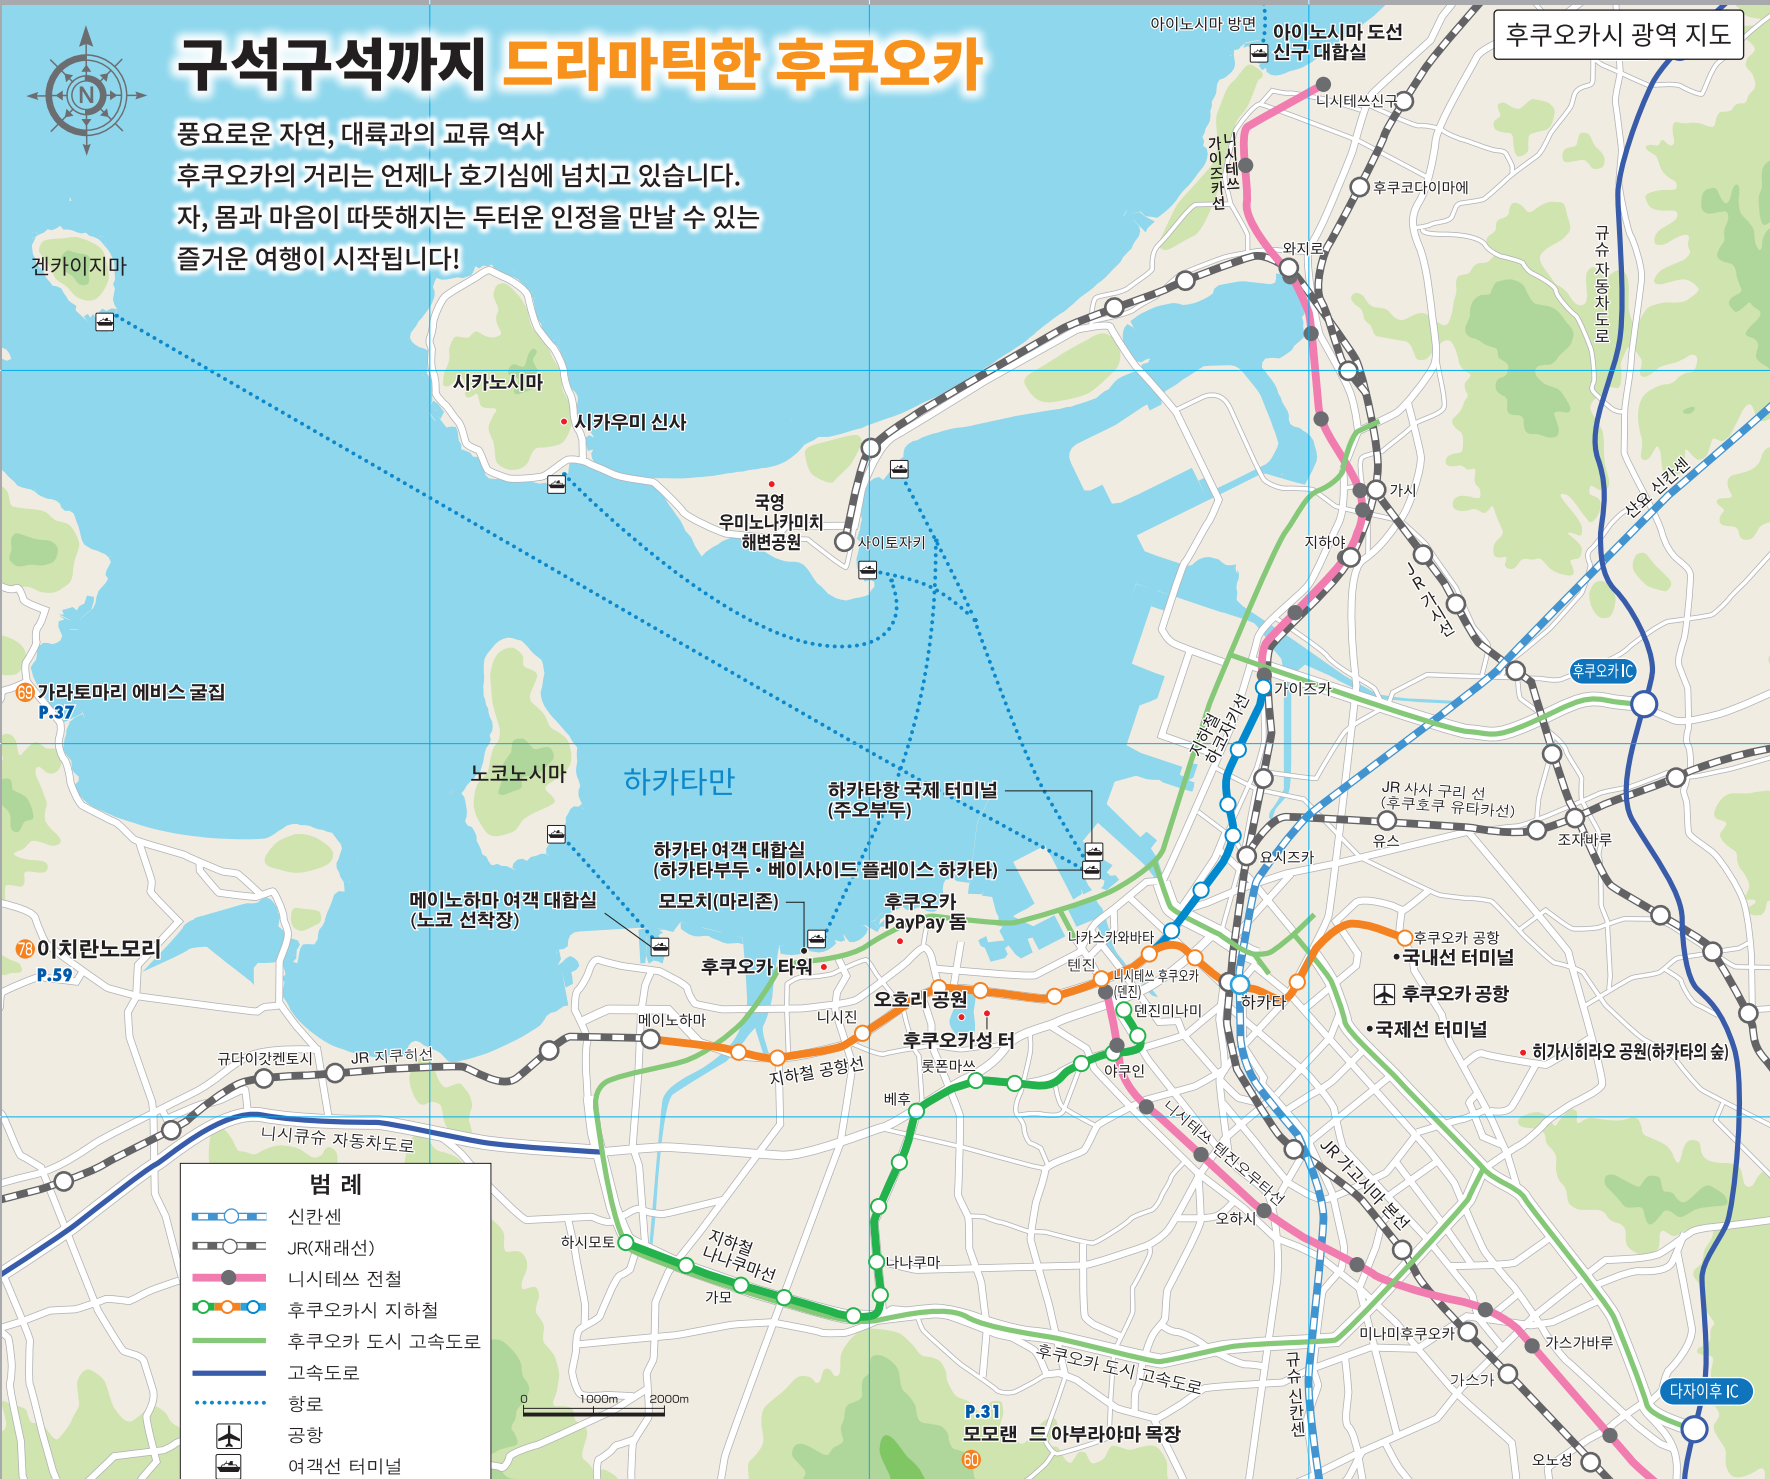 구석구석까지 드라마틱한 후쿠오카
풍요로운 자연, 대륙과의 교류 역사
후쿠오카의 거리는 언제나 호기심에 넘치고 있습니다.
자, 몸과 마음이 따뜻해지는 두터운 인정을 만날 수 있는
즐거운 여행이 시작됩니다!
N
후쿠오카시 광역 지도
아이노시마 방면
아이노시마 도선
신구 대합실
니시테쓰신구
니시테쓰
가이즈카선
후쿠코다이마에
와지로
규슈 자동차도로
겐카이지마
시카노시마
시카우미 신사
국영
우미노나카미치
해변공원
사이토자키
가시
지하야
JR 가시선
산요 신칸센
후쿠오카 IC
69 가라토마리 에비스 굴집
P.37
노코노시마
하카타만
가이즈카
지하철
하코자키선
하카타항 국제 터미널
(주오부두)
JR 사사 구리 선
(후쿠호쿠 유타카선)
유스
조자바루
요시즈카
하카타 여객 대합실
(하카타부두・베이사이드 플레이스 하카타)
메이노하마 여객 대합실
(노코 선착장)
모모치(마리존)
후쿠오카
PayPay 돔
후쿠오카 타워
78 이치란노모리
P.59
나카스카와바타
텐진
니시테쓰 후쿠오카
(덴진)
덴진미나미
하카타
후쿠오카 공항
•국내선 터미널
후쿠오카 공항
•국제선 터미널
히가시히라오 공원(하카타의 숲)
오호리 공원
후쿠오카성 터
니시진
메이노하마
규다이갓켄토시
JR 지쿠히선
지하철 공항선
롯폰마쓰
야쿠인
베후
니시큐슈 자동차도로
니시테쓰 텐진오무타선
JR 가고시마 본선
오하시
하시모토
지하철
나나쿠마선
나나쿠마
가모
미나미후쿠오카
가스가바루
가스가
후쿠오카 도시 고속도로
규슈 신칸센
다자이후 IC
오노성
P.31
모모랜 드 아부라야마 목장
60
0 1000m 2000m
범 례
신칸센
JR(재래선)
니시테쓰 전철
후쿠오카시 지하철
후쿠오카 도시 고속도로
고속도로
항로
공항
여객선 터미널